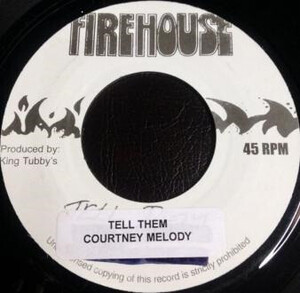 FIREHOUSE
Produced by:
King Tubby's
45 RPM
TELL THEM
COURTNEY MELODY
copying of this record is strictly prohibited